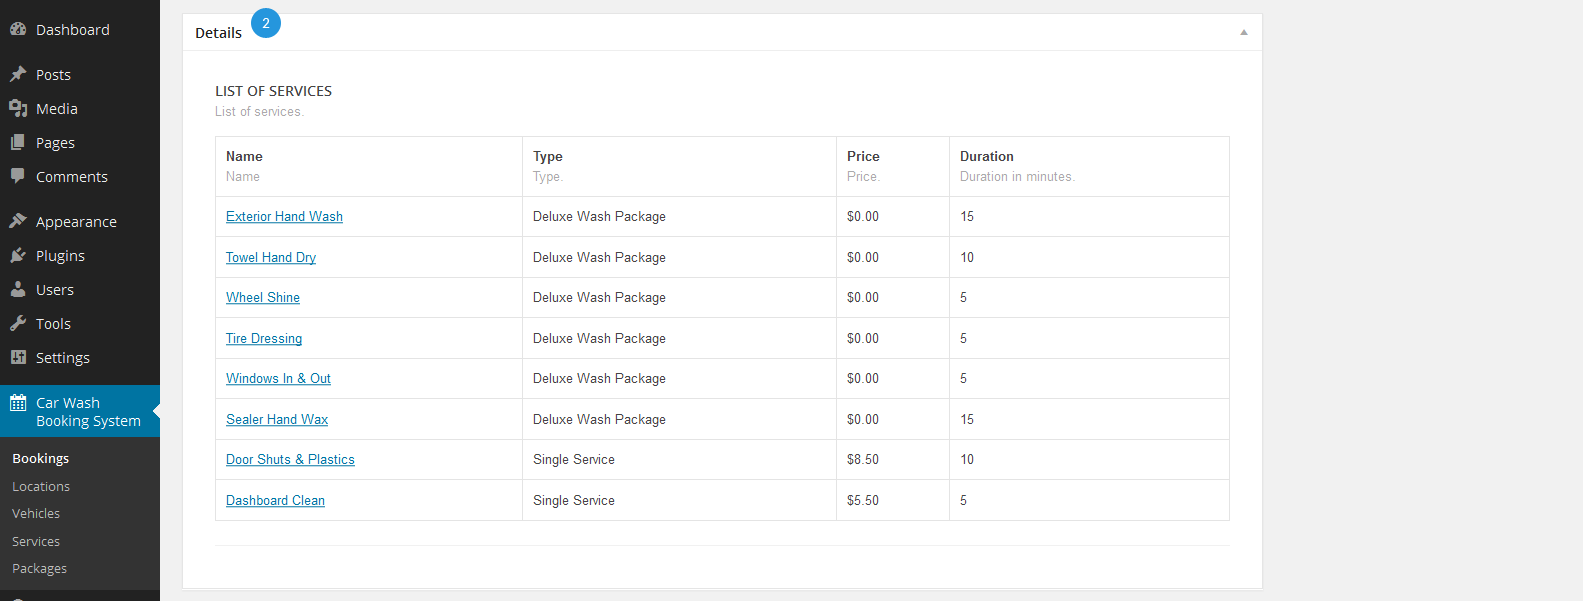 Dashboard
Posts
Media
Pages
Comments
Appearance
Plugins
Users
Tools
Settings
Car Wash
Booking System
Bookings
Locations
Vehicles
Services
Packages
Details 2
LIST OF SERVICES
List of services.
Name Type Price Duration
Name Type. Price. Duration in minutes.
Exterior Hand Wash Deluxe Wash Package $0.00 15
Towel Hand Dry Deluxe Wash Package $0.00 10
Wheel Shine Deluxe Wash Package $0.00 5
Tire Dressing Deluxe Wash Package $0.00 5
Windows In & Out Deluxe Wash Package $0.00 5
Sealer Hand Wax Deluxe Wash Package $0.00 15
Door Shuts & Plastics Single Service $8.50 10
Dashboard Clean Single Service $5.50 5